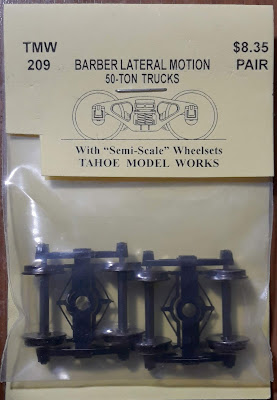 TMW
209
BARBER LATERAL MOTION
50-TON TRUCKS
$8.35
PAIR
With “Semi-Scale” Wheelsets
TAHOE MODEL WORKS